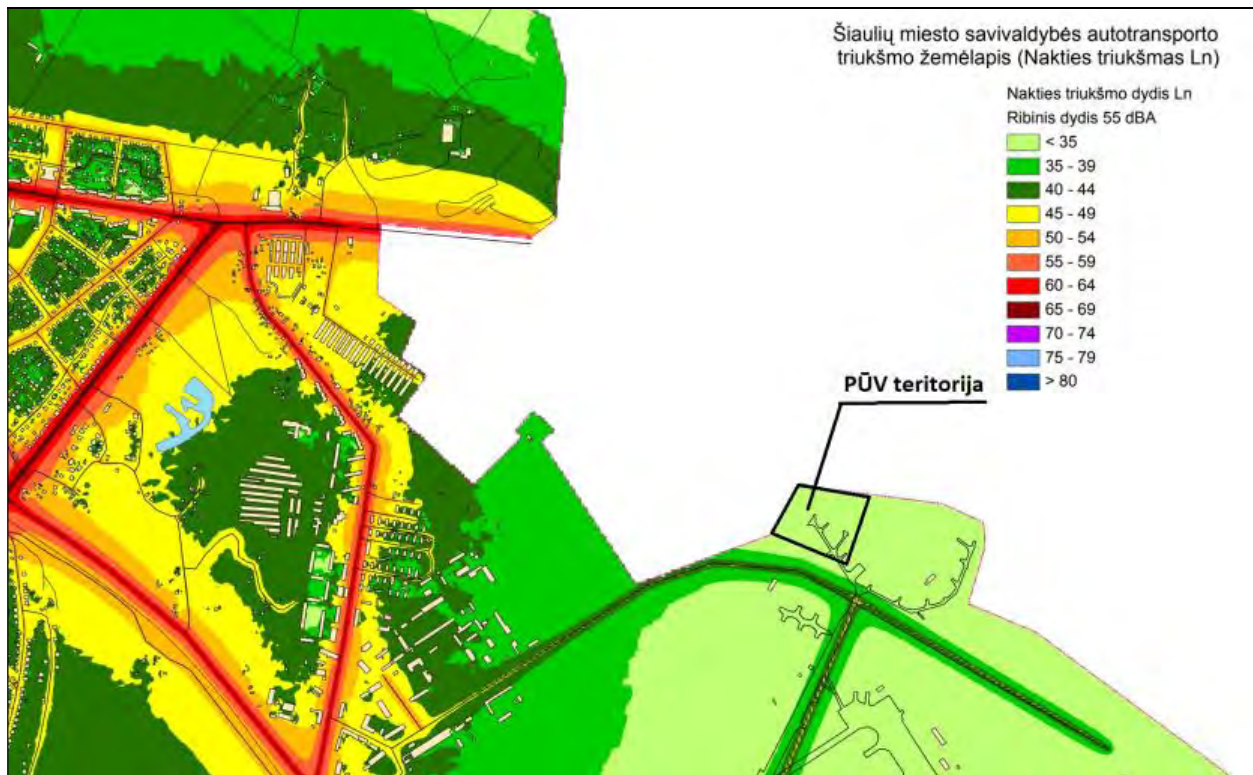 Šiaulių miesto savivaldybės autotransporto
triukšmo žemėlapis (Nakties triukšmas Ln)
Nakties triukšmo dydis Ln
Ribinis dydis 55 dBA
< 35
35 - 39
40 - 44
45 - 49
50 - 54
55 - 59
60 - 64
65 - 69
70 - 74
75 - 79
> 80
PŪV teritorija